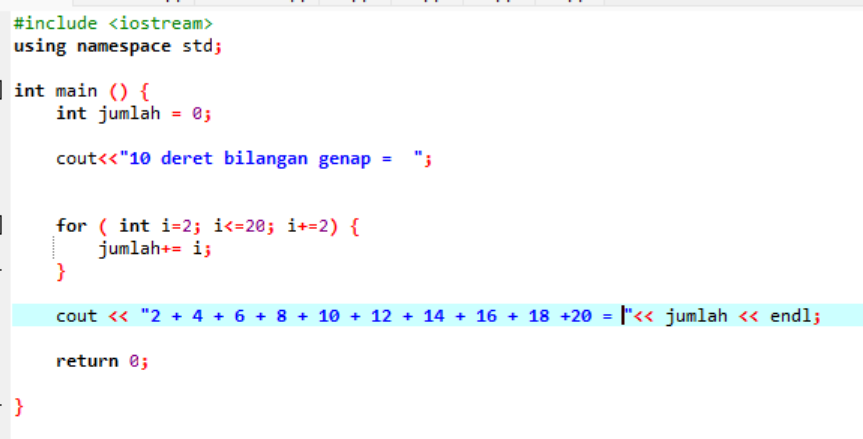 #include <iostream>
using namespace std;
int main () {
int jumlah = 0;
cout<<"10 deret bilangan genap =  ";
for ( int i=2; i<=20; i+=2) {
jumlah+= i;
}
cout << "2 + 4 + 6 + 8 + 10 + 12 + 14 + 16 + 18 +20 = "<< jumlah << endl;
return 0;
}